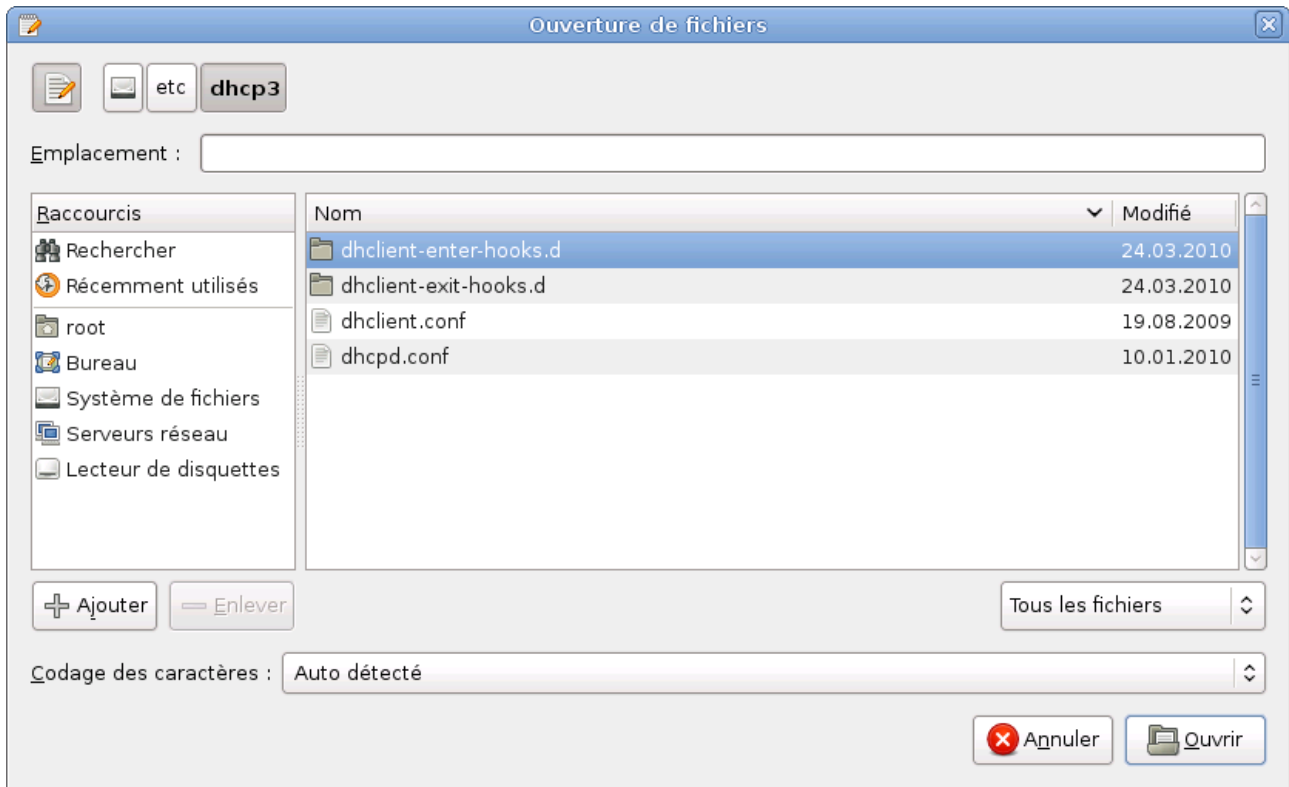 Ouverture de fichiers
etc dhcp3
Emplacement :
Raccourcis Nom Modifié
Rechercher dhclient-enter-hooks.d 24.03.2010
Récemment utilisés dhclient-exit-hooks.d 24.03.2010
root dhclient.conf 19.08.2009
Bureau dhcpd.conf 10.01.2010
Système de fichiers
Serveurs réseau
Lecteur de disquettes
Ajouter Enlever Tous les fichiers
Codage des caractères : Auto détecté
Annuler Ouvrir